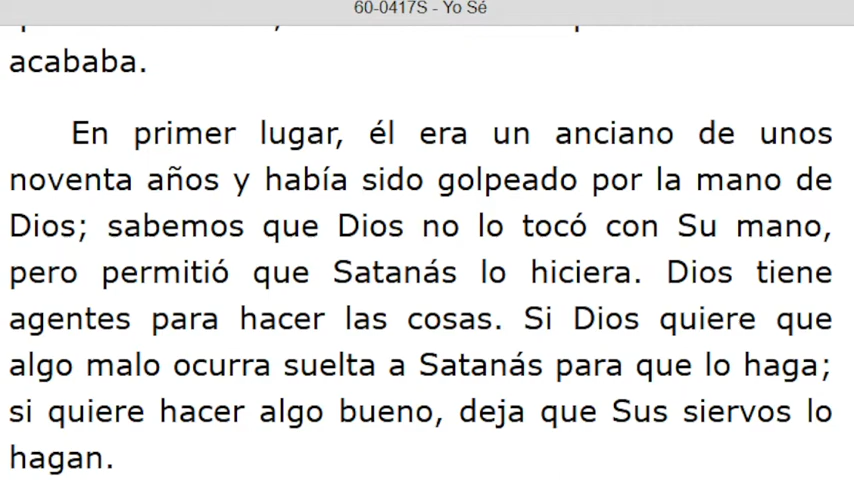 60-0417S - Yo Sé
acababa.
En primer lugar, él era un anciano de unos
noventa años y había sido golpeado por la mano de
Dios; sabemos que Dios no lo tocó con Su mano,
pero permitió que Satanás lo hiciera. Dios tiene
agentes para hacer las cosas. Si Dios quiere que
algo malo ocurra suelta a Satanás para que lo haga;
si quiere hacer algo bueno, deja que Sus siervos lo
hagan.